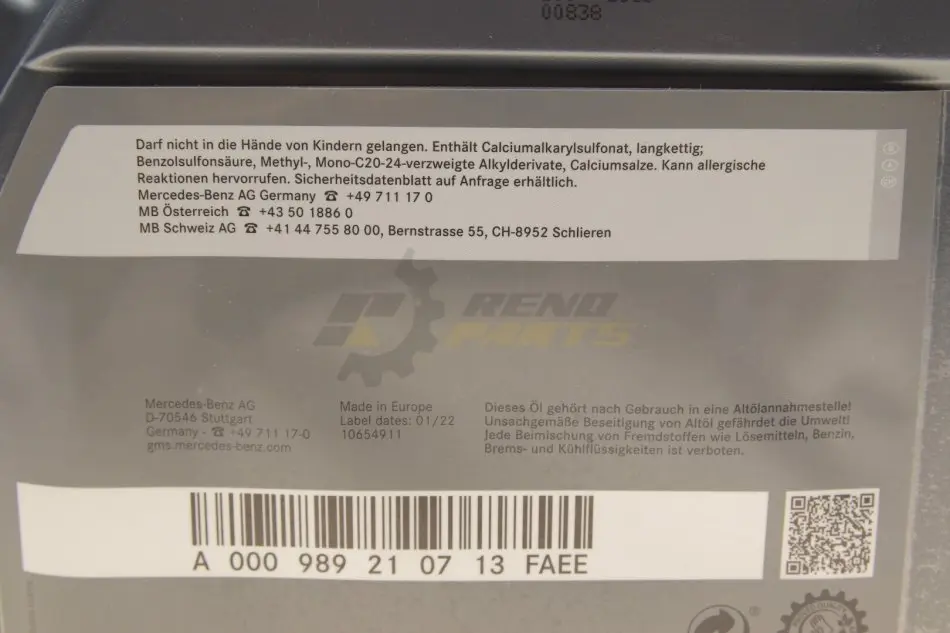 00838
Darf nicht in die Hände von Kindern gelangen. Enthält Calciumalkarylsulfonat, langkettig;
Benzolsulfonsäure, Methyl-, Mono-C20-24-verzweigte Alkylderivate, Calciumsalze. Kann allergische
Reaktionen hervorrufen. Sicherheitsdatenblatt auf Anfrage erhältlich.
Mercedes-Benz AG Germany ☎ +49 711 17 0
MB Österreich ☎ +43 50 1886 0
MB Schweiz AG ☎ +41 44 755 80 00, Bernstrasse 55, CH-8952 Schlieren
D
A
CH
RENO
PARTS
Mercedes-Benz AG
D-70546 Stuttgart
Germany - ☎ +49 711 17-0
gms.mercedes-benz.com
Made in Europe
Label dates: 01/22
10654911
Dieses Öl gehört nach Gebrauch in eine Altölannahmestelle!
Unsachgemäße Beseitigung von Altöl gefährdet die Umwelt!
Jede Beimischung von Fremdstoffen wie Lösemitteln, Benzin,
Brems- und Kühlflüssigkeiten ist verboten.
A 000 989 21 07 13 FAEE
®